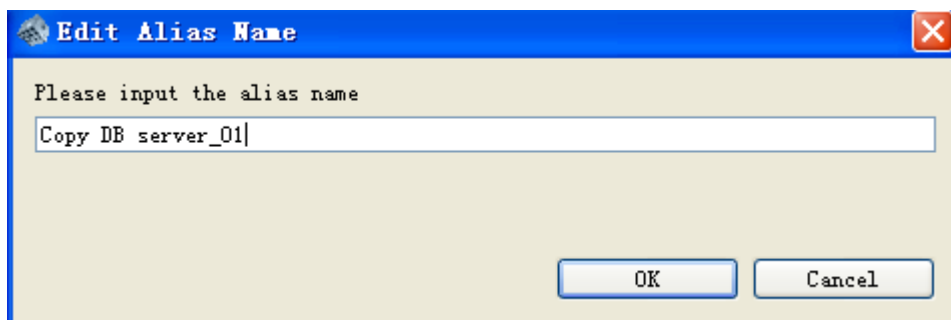 Edit Alias Name
Please input the alias name
Copy DB server_01
OK
Cancel